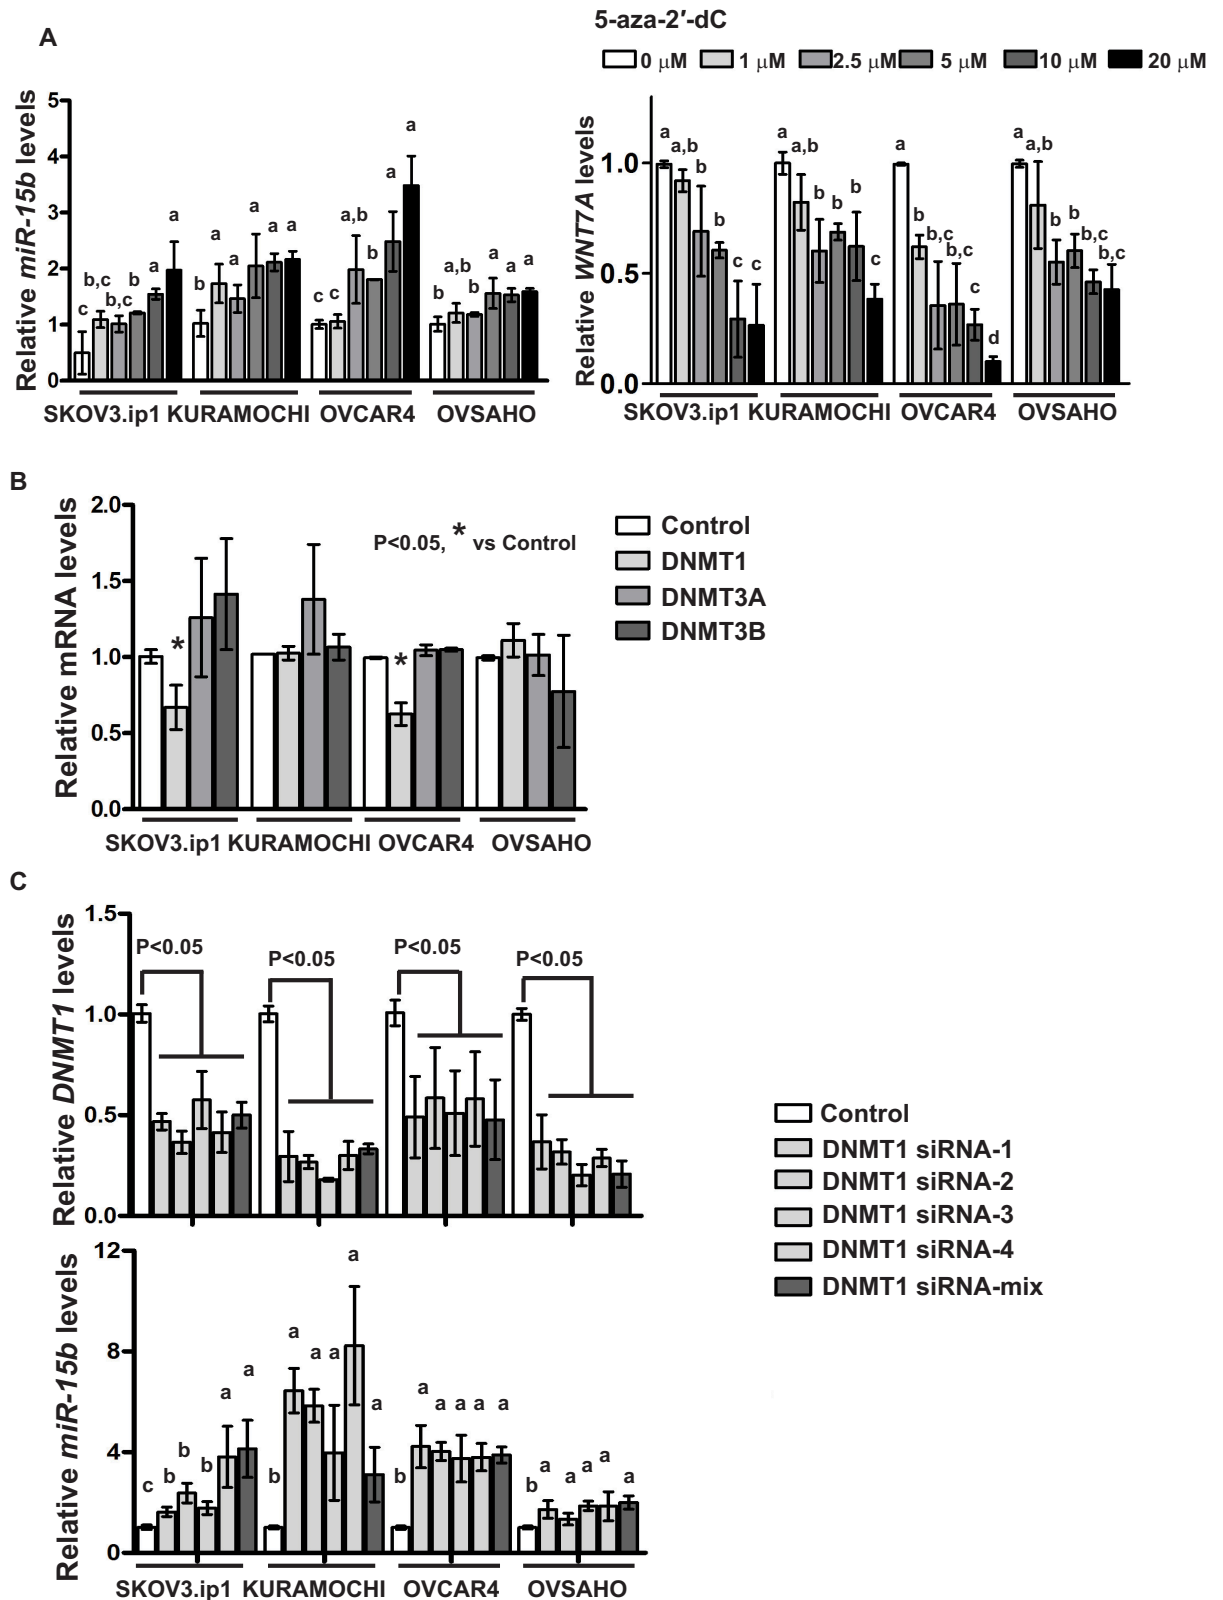 A
5-aza-2′-dC
0 μM 1 μM 2.5 μM 5 μM 10 μM 20 μM
Relative miR-15b levels
5
4
3
2
1
0
c b,c b,c b a a
b a a a a a
c c a,b b a a
b a,b b a a a
SKOV3.ip1 KURAMOCHI OVCAR4 OVSAHO
Relative WNT7A levels
1.0
0.5
0.0
a a,b b b c c
a a,b b b b c
a b b,c b,c c d
a a,b b b b,c b,c
SKOV3.ip1 KURAMOCHI OVCAR4 OVSAHO
B
Relative mRNA levels
2.0
1.5
1.0
0.5
0.0
P<0.05, * vs Control
*
*
Control
DNMT1
DNMT3A
DNMT3B
SKOV3.ip1 KURAMOCHI OVCAR4 OVSAHO
C
Relative DNMT1 levels
1.5
1.0
0.5
0.0
P<0.05 P<0.05 P<0.05 P<0.05
Control
DNMT1 siRNA-1
DNMT1 siRNA-2
DNMT1 siRNA-3
DNMT1 siRNA-4
DNMT1 siRNA-mix
Relative miR-15b levels
12
8
4
0
c b b b a a
b a a a a a
b a a a a a
b a a a a a
SKOV3.ip1 KURAMOCHI OVCAR4 OVSAHO